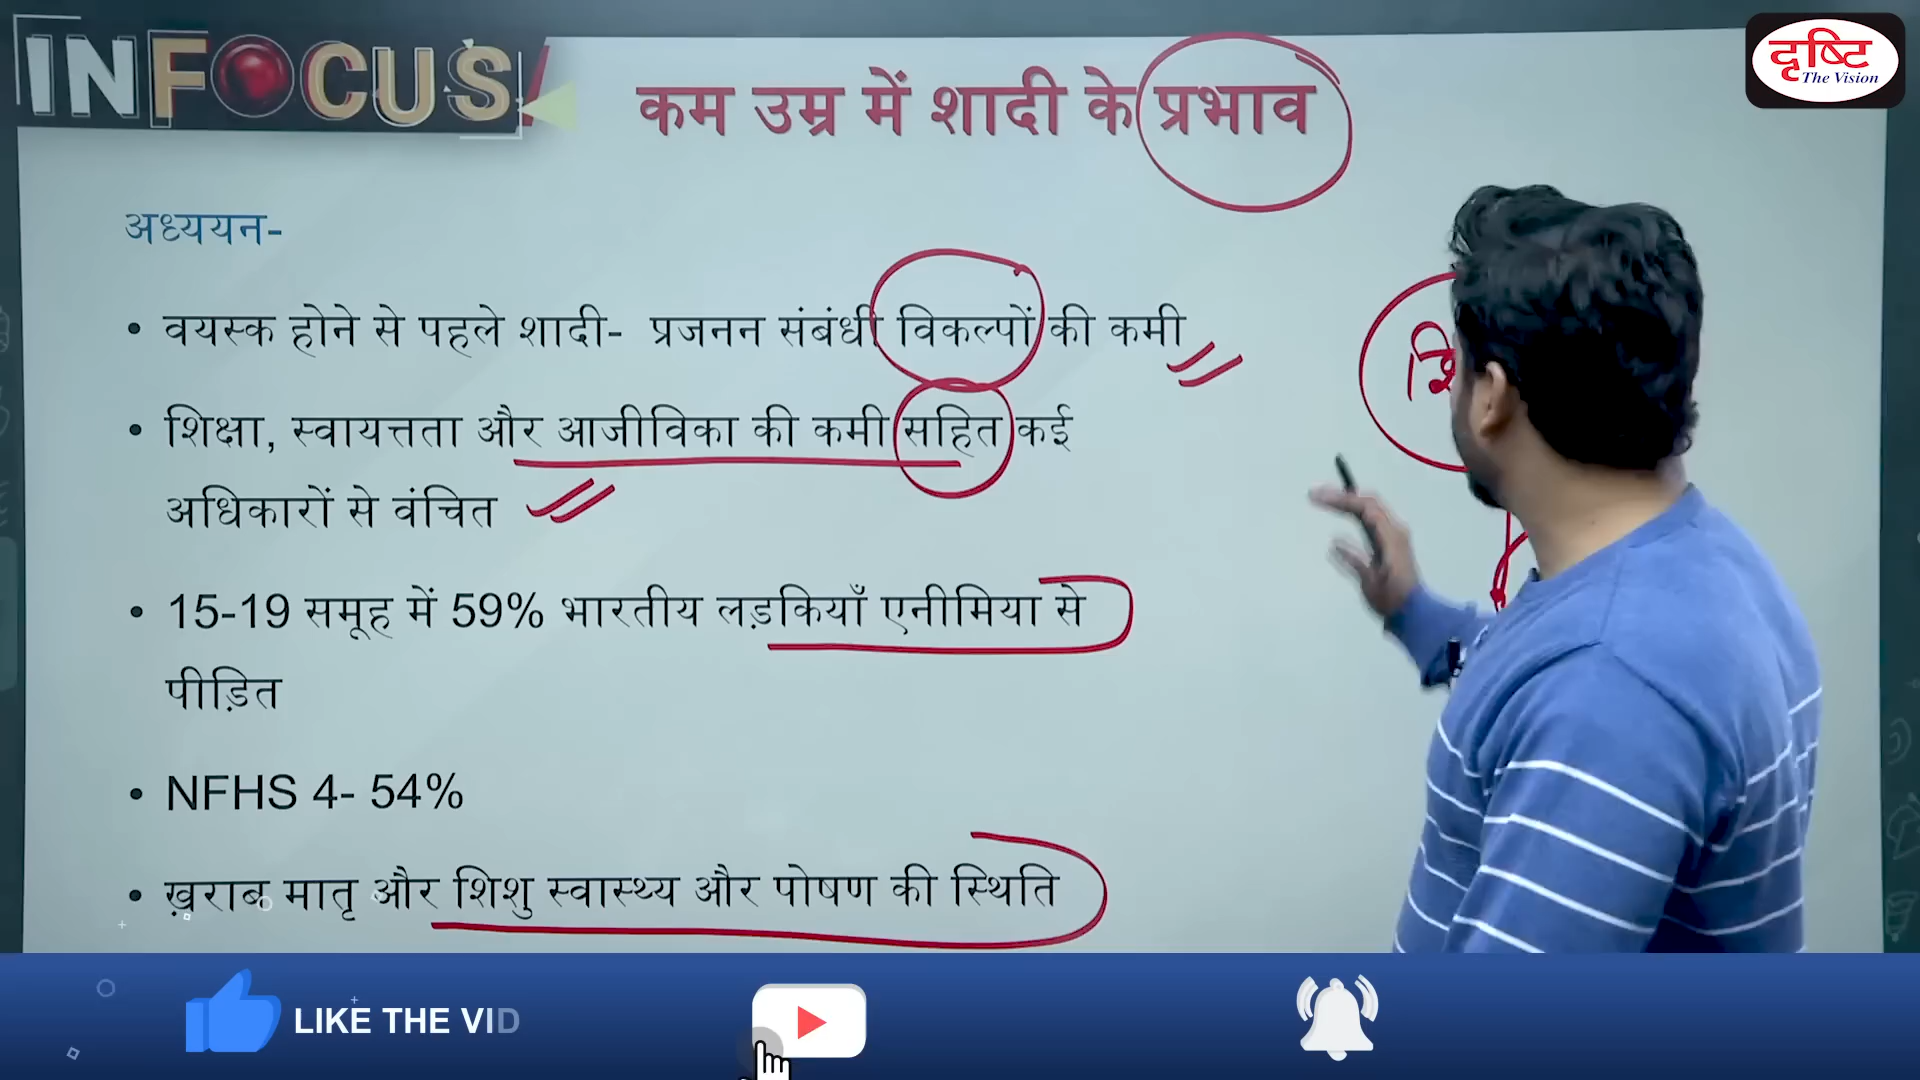 INFOCUS!
कम उम्र में शादी के प्रभाव
दृष्टि
The Vision
अध्ययन-
• वयस्क होने से पहले शादी- प्रजनन संबंधी विकल्पों की कमी
• शिक्षा, स्वायत्तता और आजीविका की कमी सहित कई
अधिकारों से वंचित
• 15-19 समूह में 59% भारतीय लड़कियाँ एनीमिया से
पीड़ित
• NFHS 4- 54%
• ख़राब मातृ और शिशु स्वास्थ्य और पोषण की स्थिति
LIKE THE VID